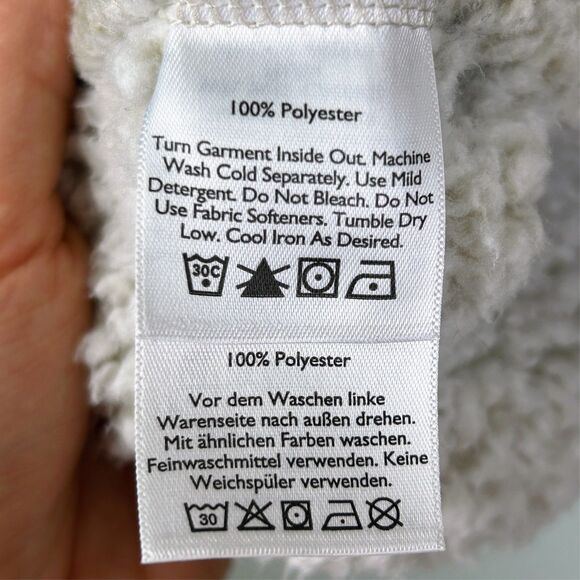 100% Polyester
Turn Garment Inside Out. Machine
Wash Cold Separately. Use Mild
Detergent. Do Not Bleach. Do Not
Use Fabric Softeners. Tumble Dry
Low. Cool Iron As Desired.
30C
100% Polyester
Vor dem Waschen linke
Warenseite nach außen drehen.
Mit ähnlichen Farben waschen.
Feinwaschmittel verwenden. Keine
Weichspüler verwenden.
30